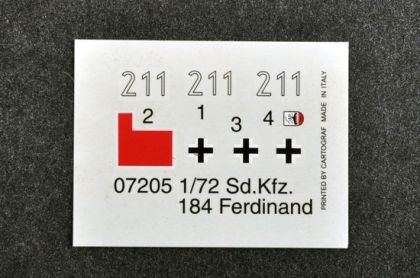 211 211 211
2 1 3 4
07205 1/72 Sd.Kfz.
184 Ferdinand
PRINTED BY CARTOGRAF MADE IN ITALY